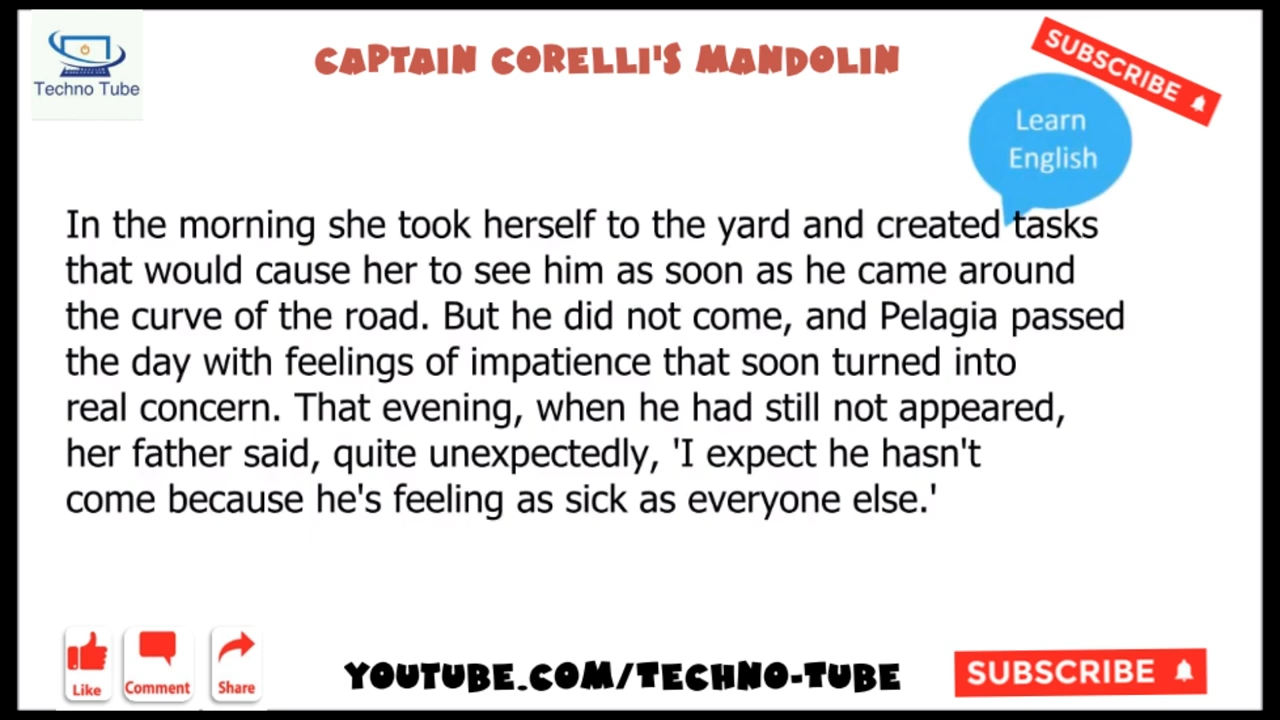 CAPTAIN CORELLI'S MANDOLIN
SUBSCRIBE
Techno Tube
Learn
English
In the morning she took herself to the yard and created tasks
that would cause her to see him as soon as he came around
the curve of the road. But he did not come, and Pelagia passed
the day with feelings of impatience that soon turned into
real concern. That evening, when he had still not appeared,
her father said, quite unexpectedly, 'I expect he hasn't
come because he's feeling as sick as everyone else.'
Like
Comment
Share
YOUTUBE.COM/TECHNO-TUBE
SUBSCRIBE